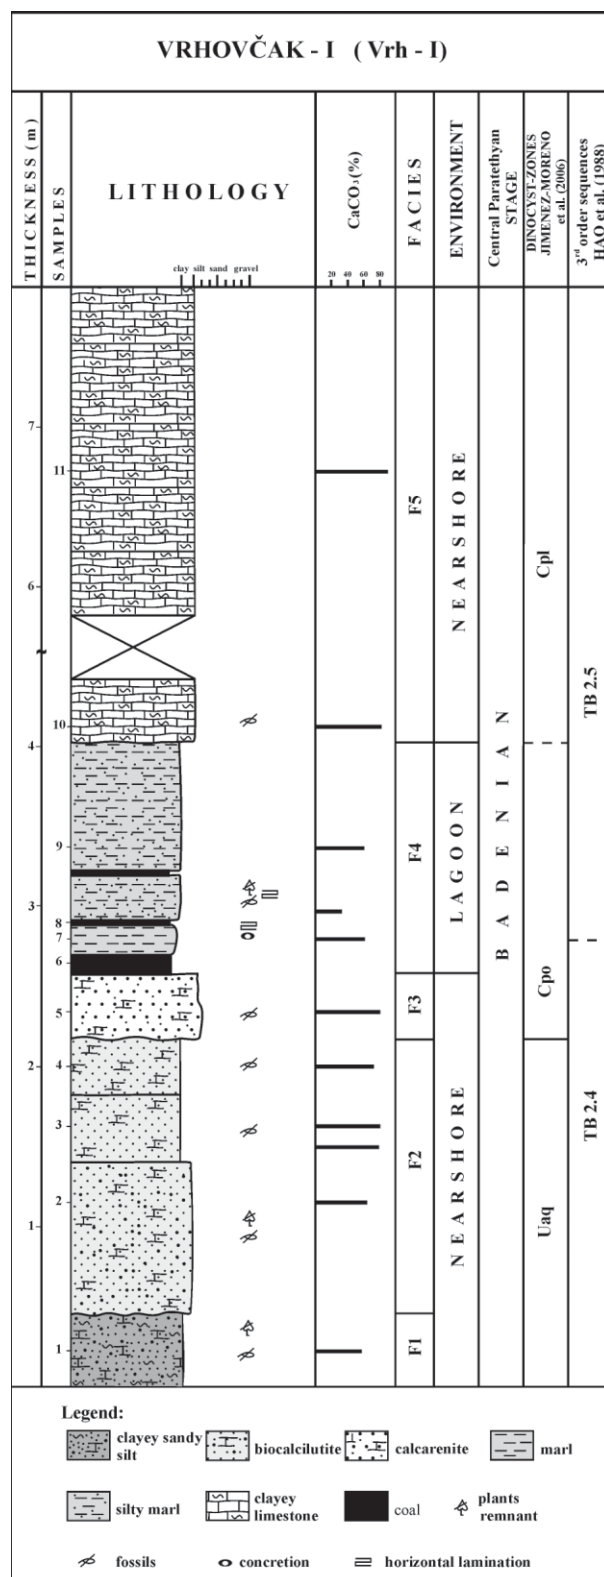 VRHOVČAK - I ( Vrh - I)
THICKNESS (m)
SAMPLES
LITHOLOGY
clay silt sand gravel
CaCO₃(%)
20 40 60 80
FACIES
ENVIRONMENT
Central Paratethyan
STAGE
DINOCYST-ZONES
JIMENEZ-MORENO
et al. (2006)
3rd order sequences
HAO et al. (1988)
7
11
6
10
4
9
3
8
7
6
5
2
4
3
2
1
1
F5
F4
F3
F2
F1
NEARSHORE
LAGOON
NEARSHORE
BADENIAN
Cpl
Cpo
Uaq
TB 2.5
TB 2.4
Legend:
clayey sandy
silt
biocalcilutite
calcarenite
marl
silty marl
clayey
limestone
coal
plants
remnant
fossils
concretion
horizontal lamination